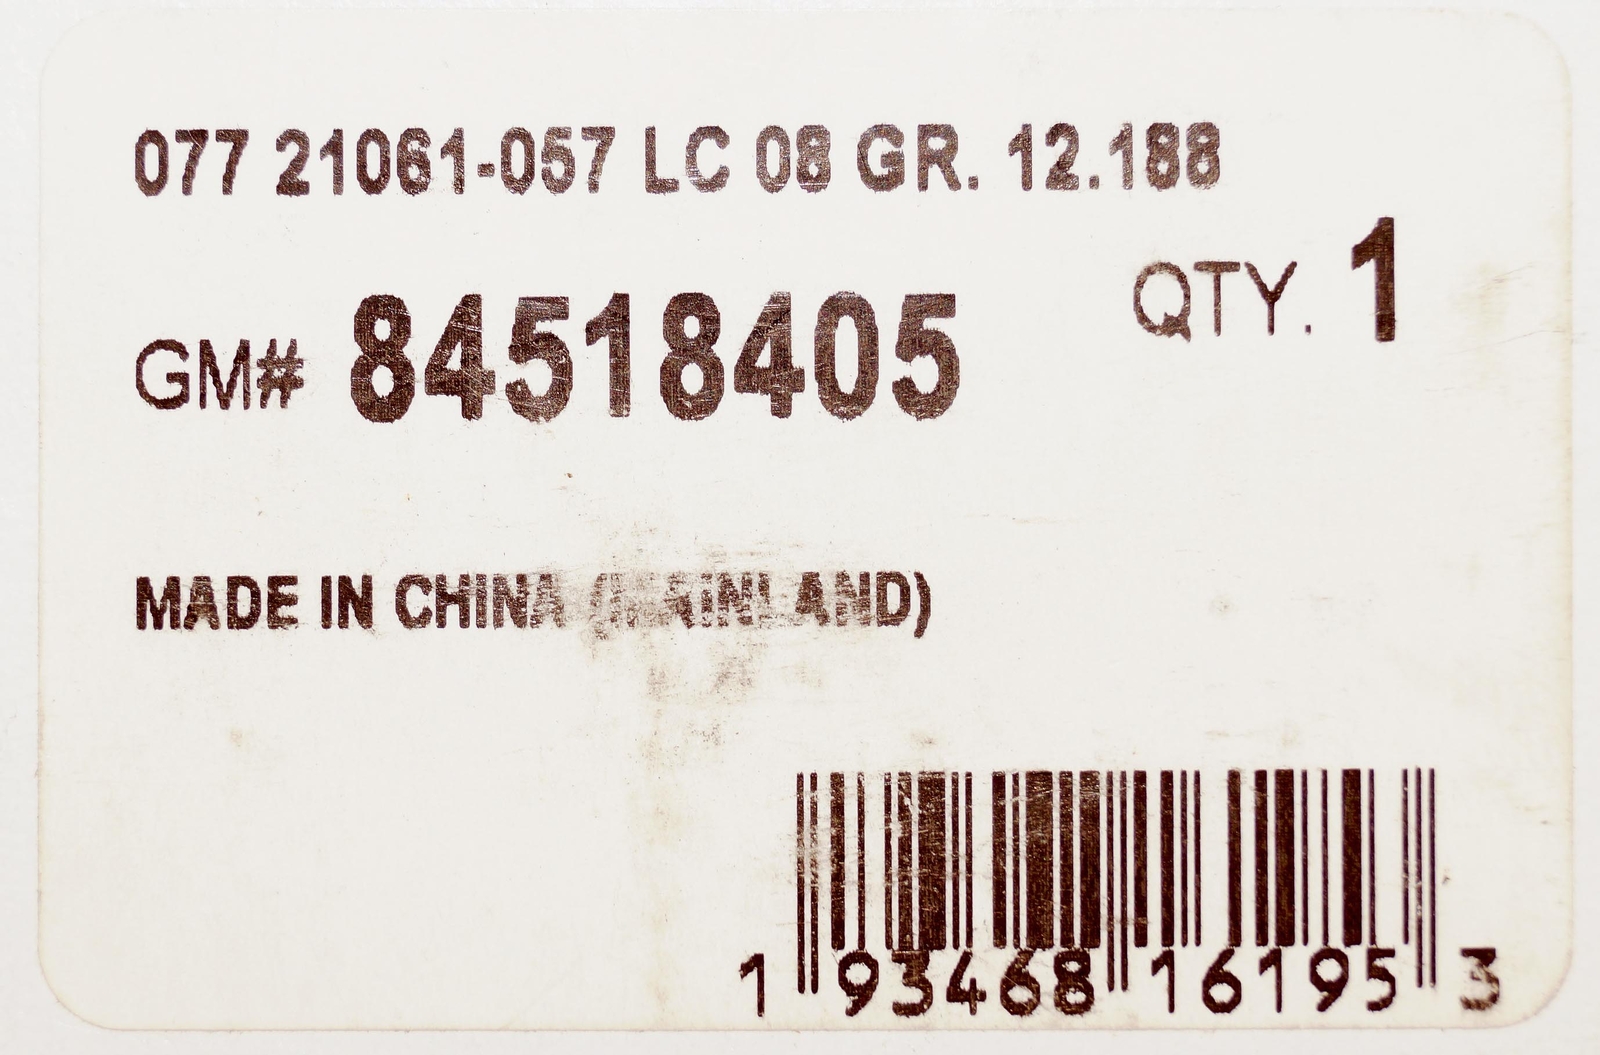 077 21061-057 LC 08 GR. 12.188
QTY. 1
GM# 84518405
MADE IN CHINA (MAINLAND)
1 93468 16195 3